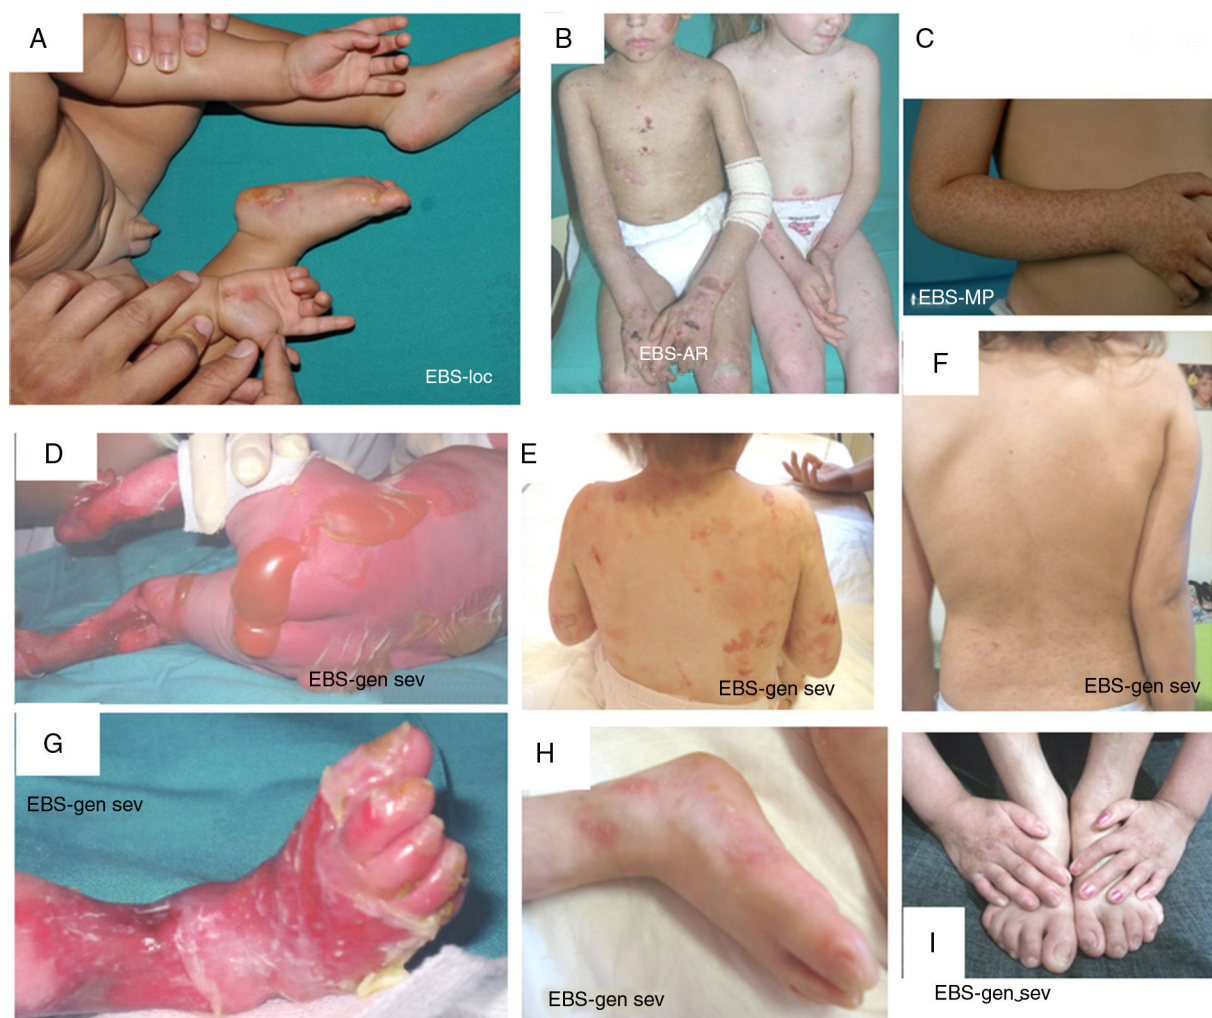 A
B
C
EBS-loc
EBS-AR
EBS-MP
D
E
F
EBS-gen sev
EBS-gen sev
EBS-gen sev
G
H
I
EBS-gen sev
EBS-gen sev
EBS-gen sev